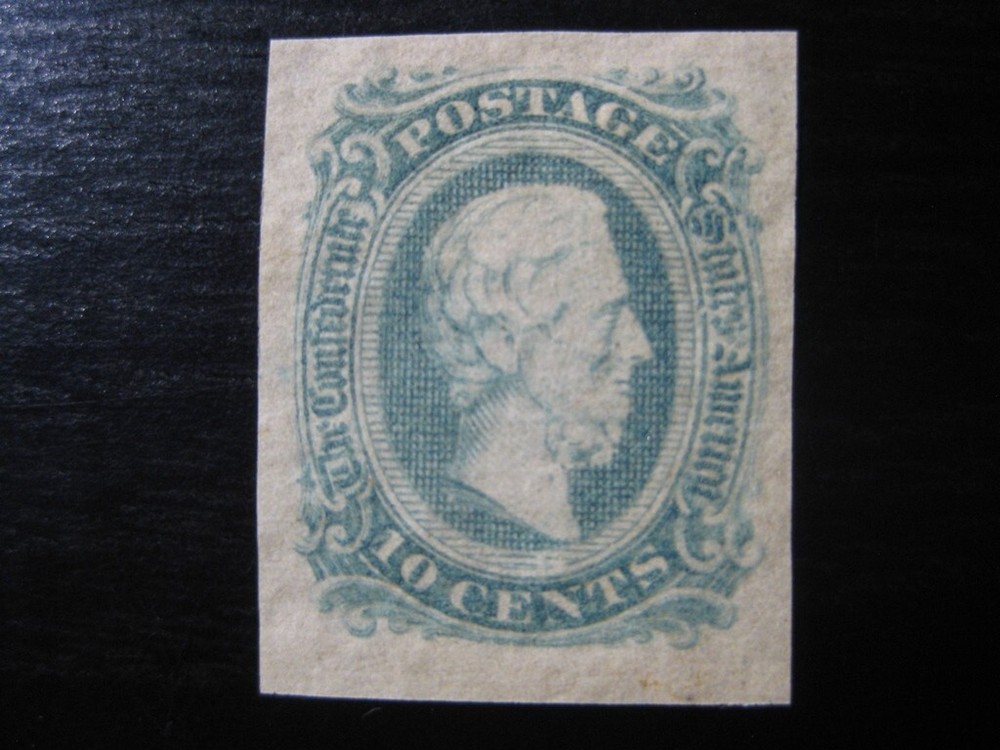 POSTAGE
The Confederate
States America
10 CENTS